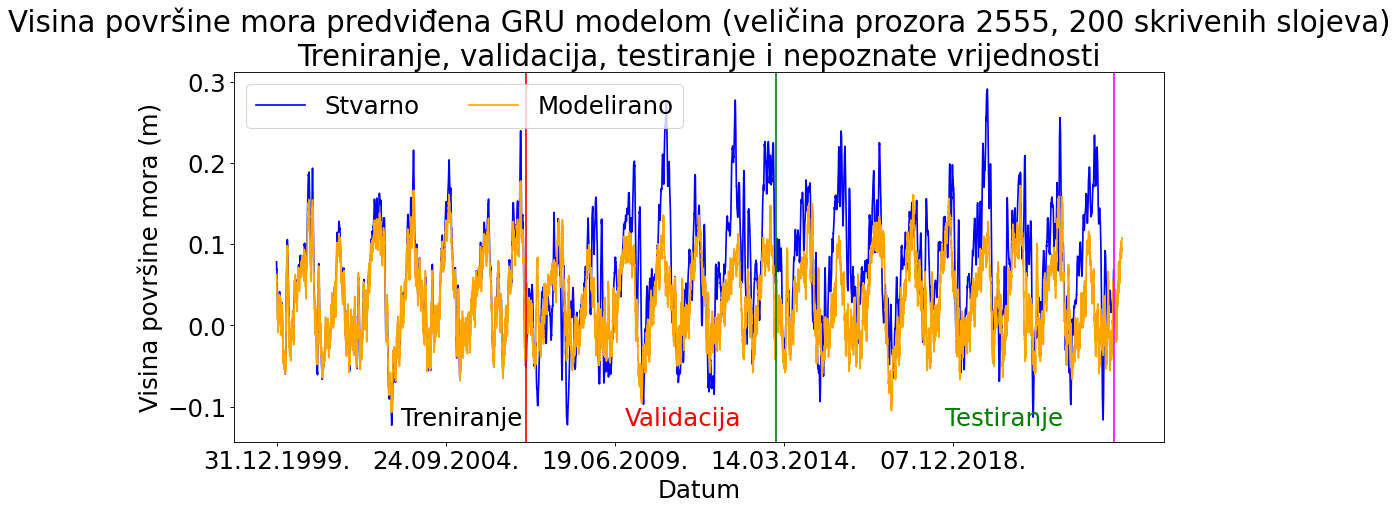 Visina površine mora predviđena GRU modelom (veličina prozora 2555, 200 skrivenih slojeva)
Treniranje, validacija, testiranje i nepoznate vrijednosti
Stvarno
Modelirano
Visina površine mora (m)
0.3
0.2
0.1
0.0
−0.1
Treniranje
Validacija
Testiranje
31.12.1999.
24.09.2004.
19.06.2009.
14.03.2014.
07.12.2018.
Datum